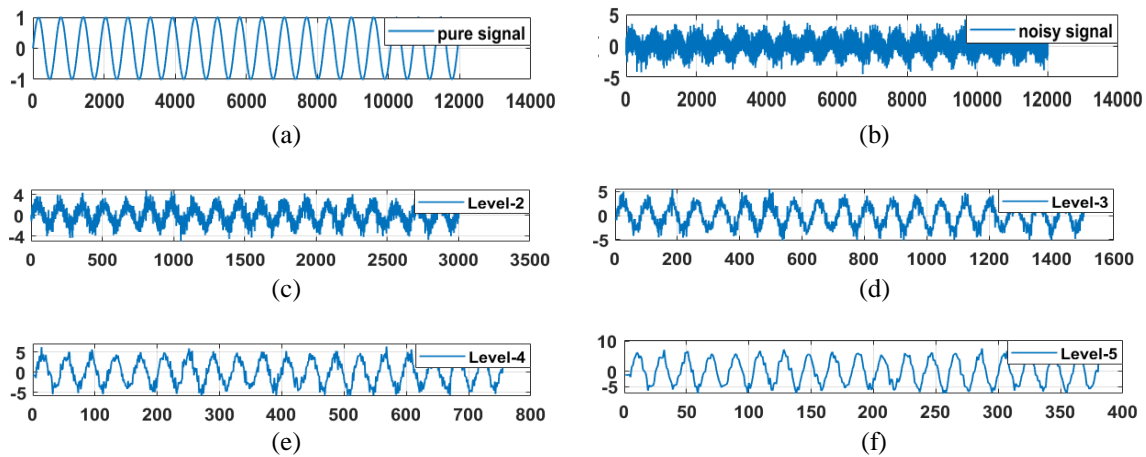 1
0
-1
pure signal
0 2000 4000 6000 8000 10000 12000 14000
(a)
5
0
-5
noisy signal
0 2000 4000 6000 8000 10000 12000 14000
(b)
4
0
-4
Level-2
0 500 1000 1500 2000 2500 3000 3500
(c)
5
0
-5
Level-3
0 200 400 600 800 1000 1200 1400 1600
(d)
5
0
-5
Level-4
0 100 200 300 400 500 600 700 800
(e)
10
5
0
-5
Level-5
0 50 100 150 200 250 300 350 400
(f)